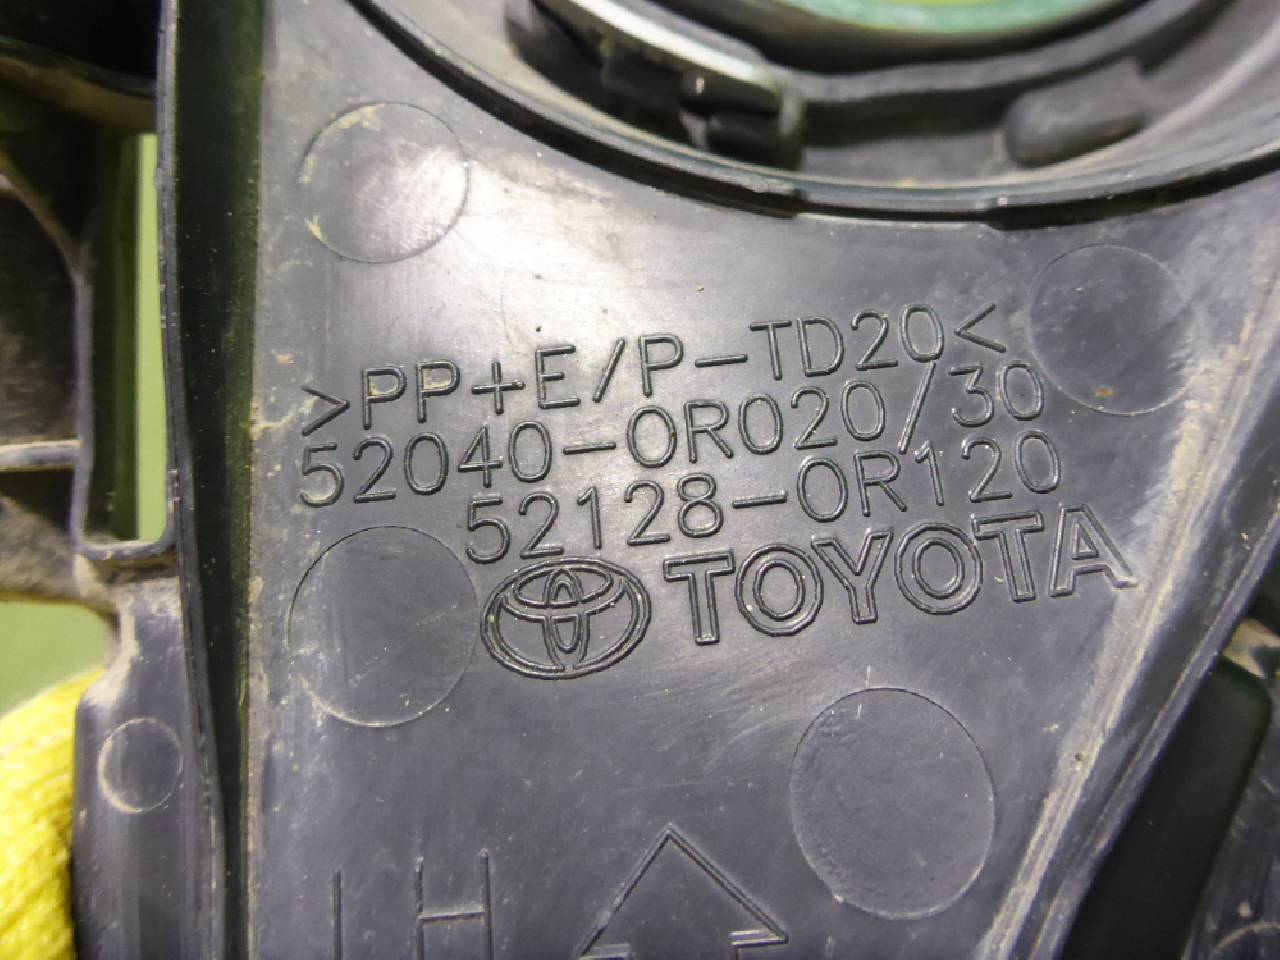 >PP+E/P-TD20<
52040-0R020/30
52128-0R120
TOYOTA
LH